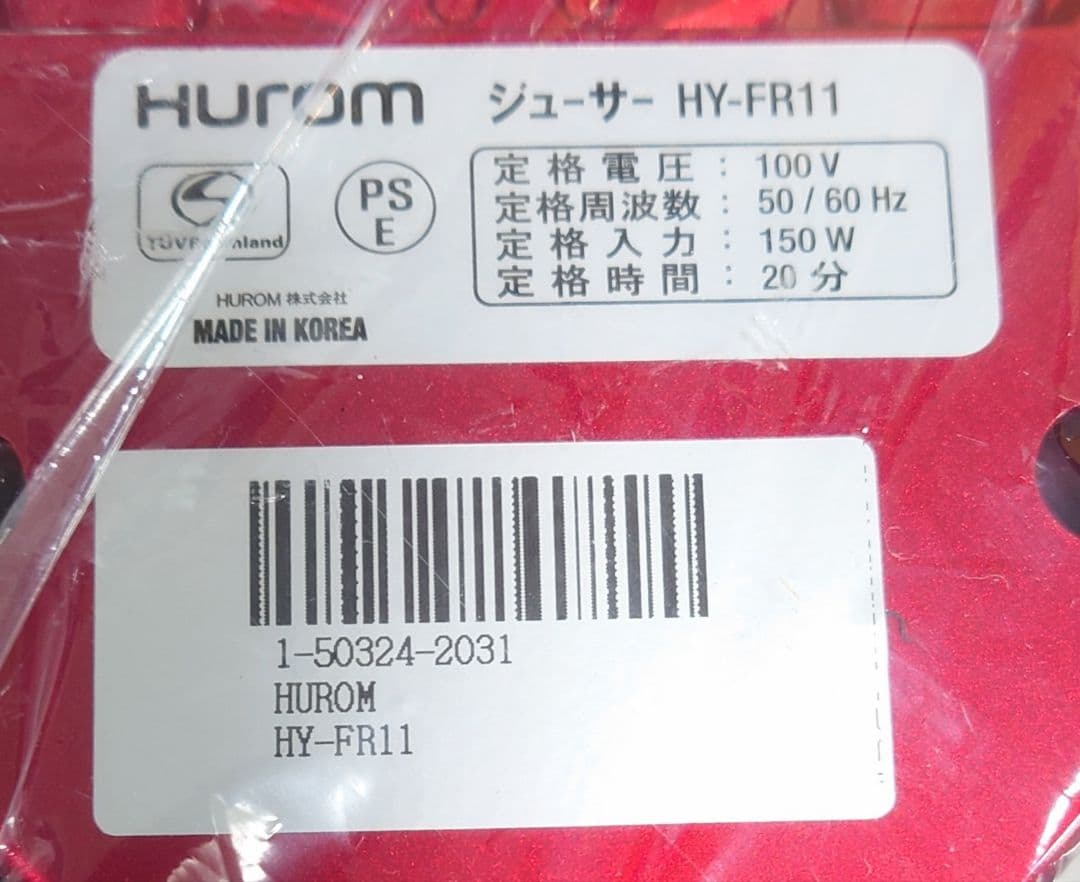 Hurom ジューサー HY-FR11
PS
E
定格電圧 : 100 V
定格周波数 : 50 / 60 Hz
定格入力 : 150 W
定格時間 : 20 分
HUROM 株式会社
MADE IN KOREA
1-50324-2031
HUROM
HY-FR11